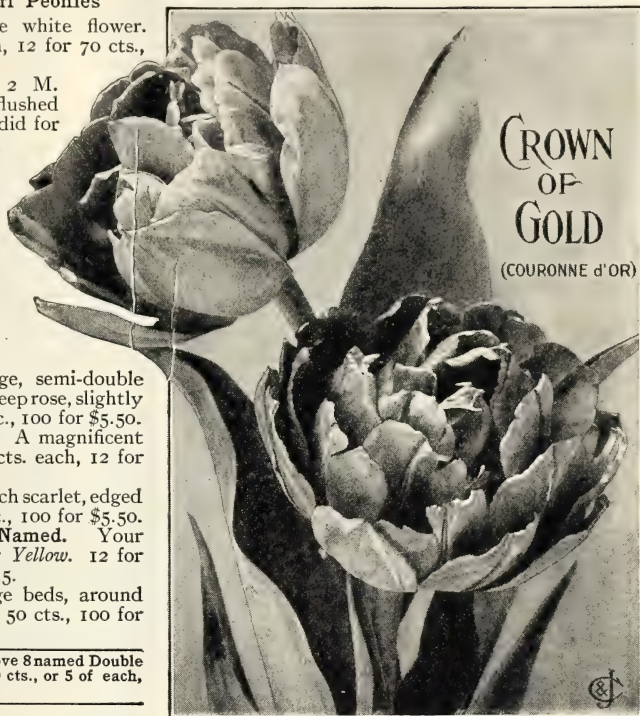 Peonies
e white flower.
, 12 for 70 cts.,
2 M.
flushed
did for
ge, semi-double
eep rose, slightly
c., 100 for $5.50.
A magnificent
cts. each, 12 for
ch scarlet, edged
., 100 for $5.50.
Named. Your
Yellow. 12 for
5.
ge beds, around
50 cts., 100 for
ve 8 named Double
cts., or 5 of each,
CROWN
OF
GOLD
(COURONNE d'OR)